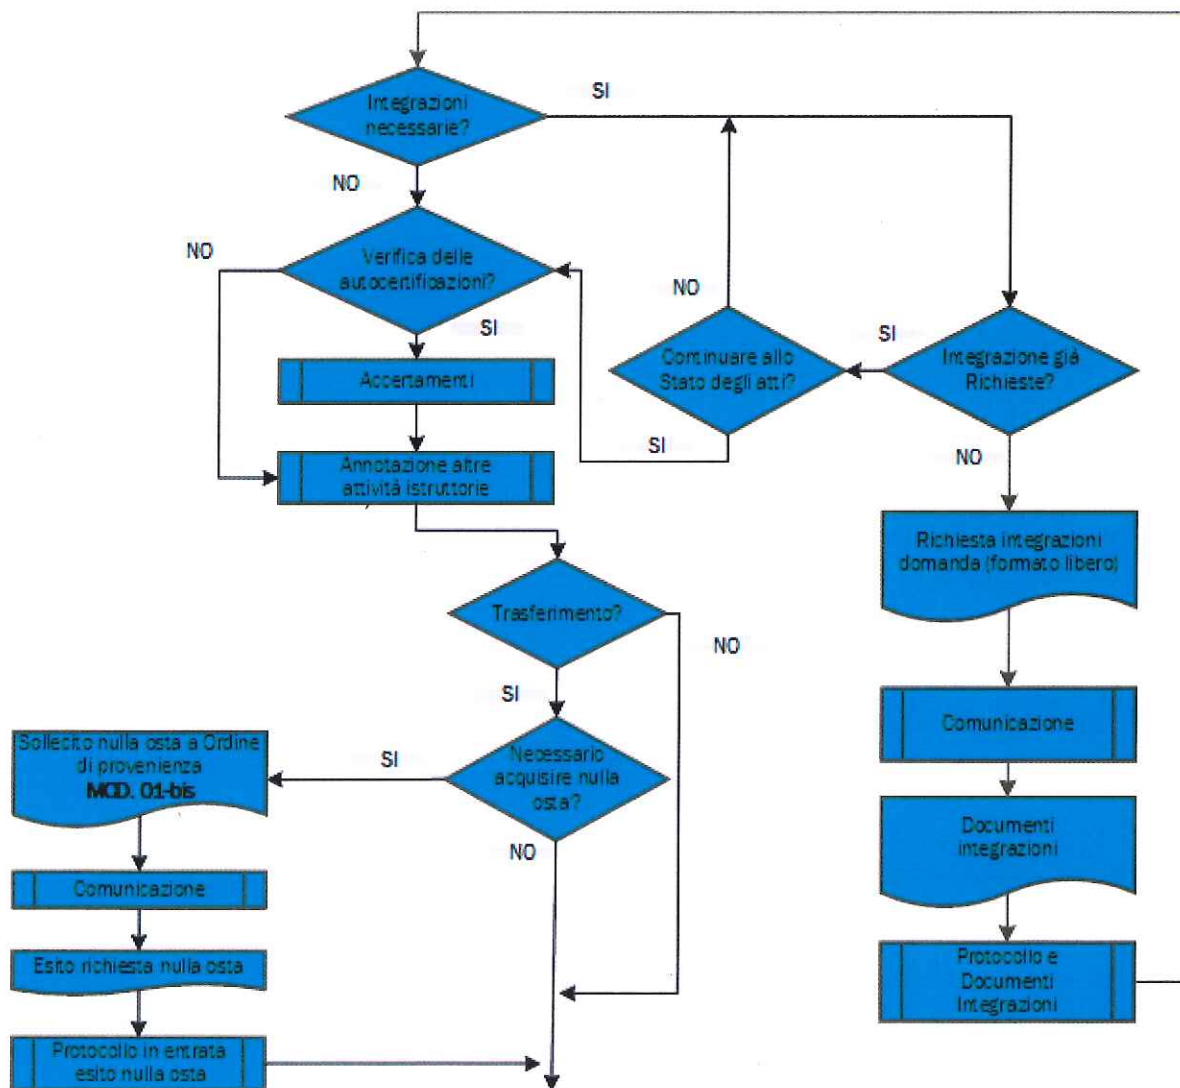 Integrazioni
necessarie?
SI
NO
Verifica delle
autocertificazioni?
NO
SI
Accertamenti
Annotazione altre
attività istruttorie
Continuare allo
Stato degli atti?
NO
SI
Integrazione già
Richieste?
SI
NO
Richiesta integrazioni
domanda (formato libero)
Comunicazione
Documenti
integrazioni
Protocollo e
Documenti
Integrazioni
Trasferimento?
NO
SI
Necessario
acquisire nulla
osta?
SI
NO
Sollecito nulla osta a Ordine
di provenienza
MOD. 01-bis
Comunicazione
Esito richiesta nulla osta
Protocollo in entrata
esito nulla osta